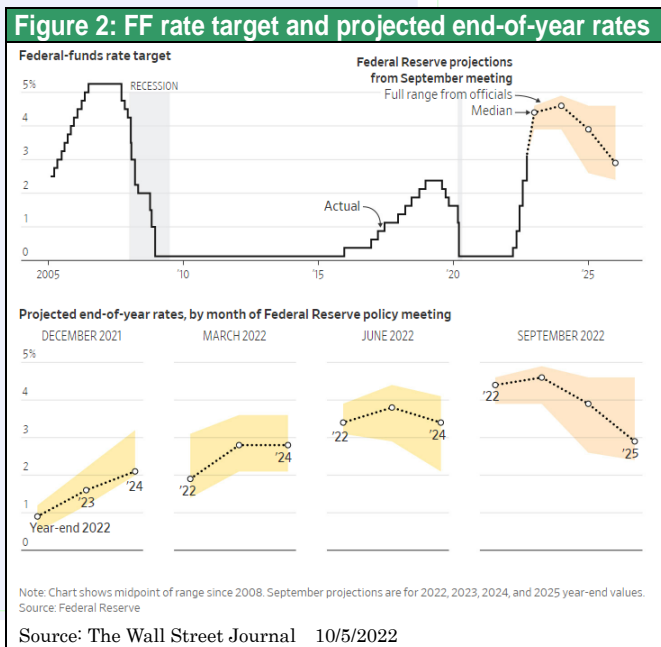 Figure 2: FF rate target and projected end-of-year rates
Federal-funds rate target
Federal Reserve projections
from September meeting
Full range from officials
Median
RECESSION
5%
4
3
2
1
0
Actual
2005
'10
'15
'20
'25
Projected end-of-year rates, by month of Federal Reserve policy meeting
DECEMBER 2021
MARCH 2022
JUNE 2022
SEPTEMBER 2022
5%
4
3
2
1
0
Year-end 2022
'23
'24
'22
'24
'22
'24
'22
'25
Note: Chart shows midpoint of range since 2008. September projections are for 2022, 2023, 2024, and 2025 year-end values.
Source: Federal Reserve
Source: The Wall Street Journal 10/5/2022